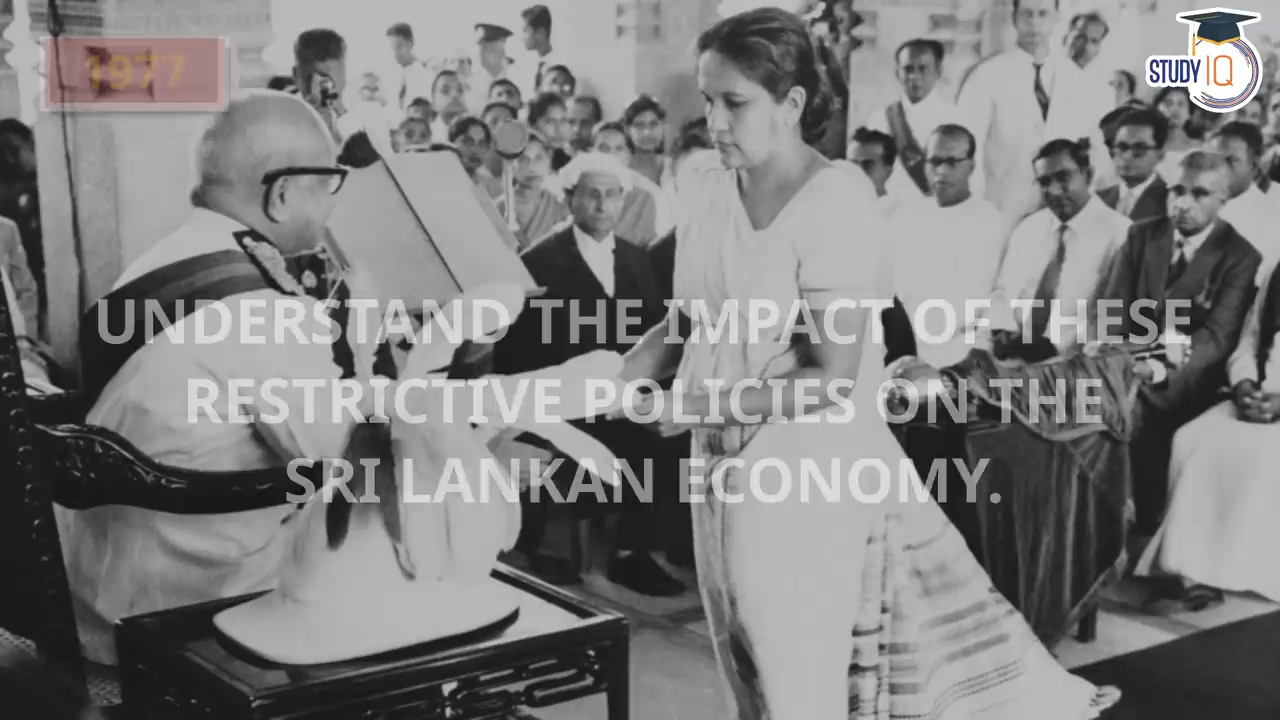 1977
STUDY IQ
UNDERSTAND THE IMPACT OF THESE
RESTRICTIVE POLICIES ON THE
SRI LANKAN ECONOMY.